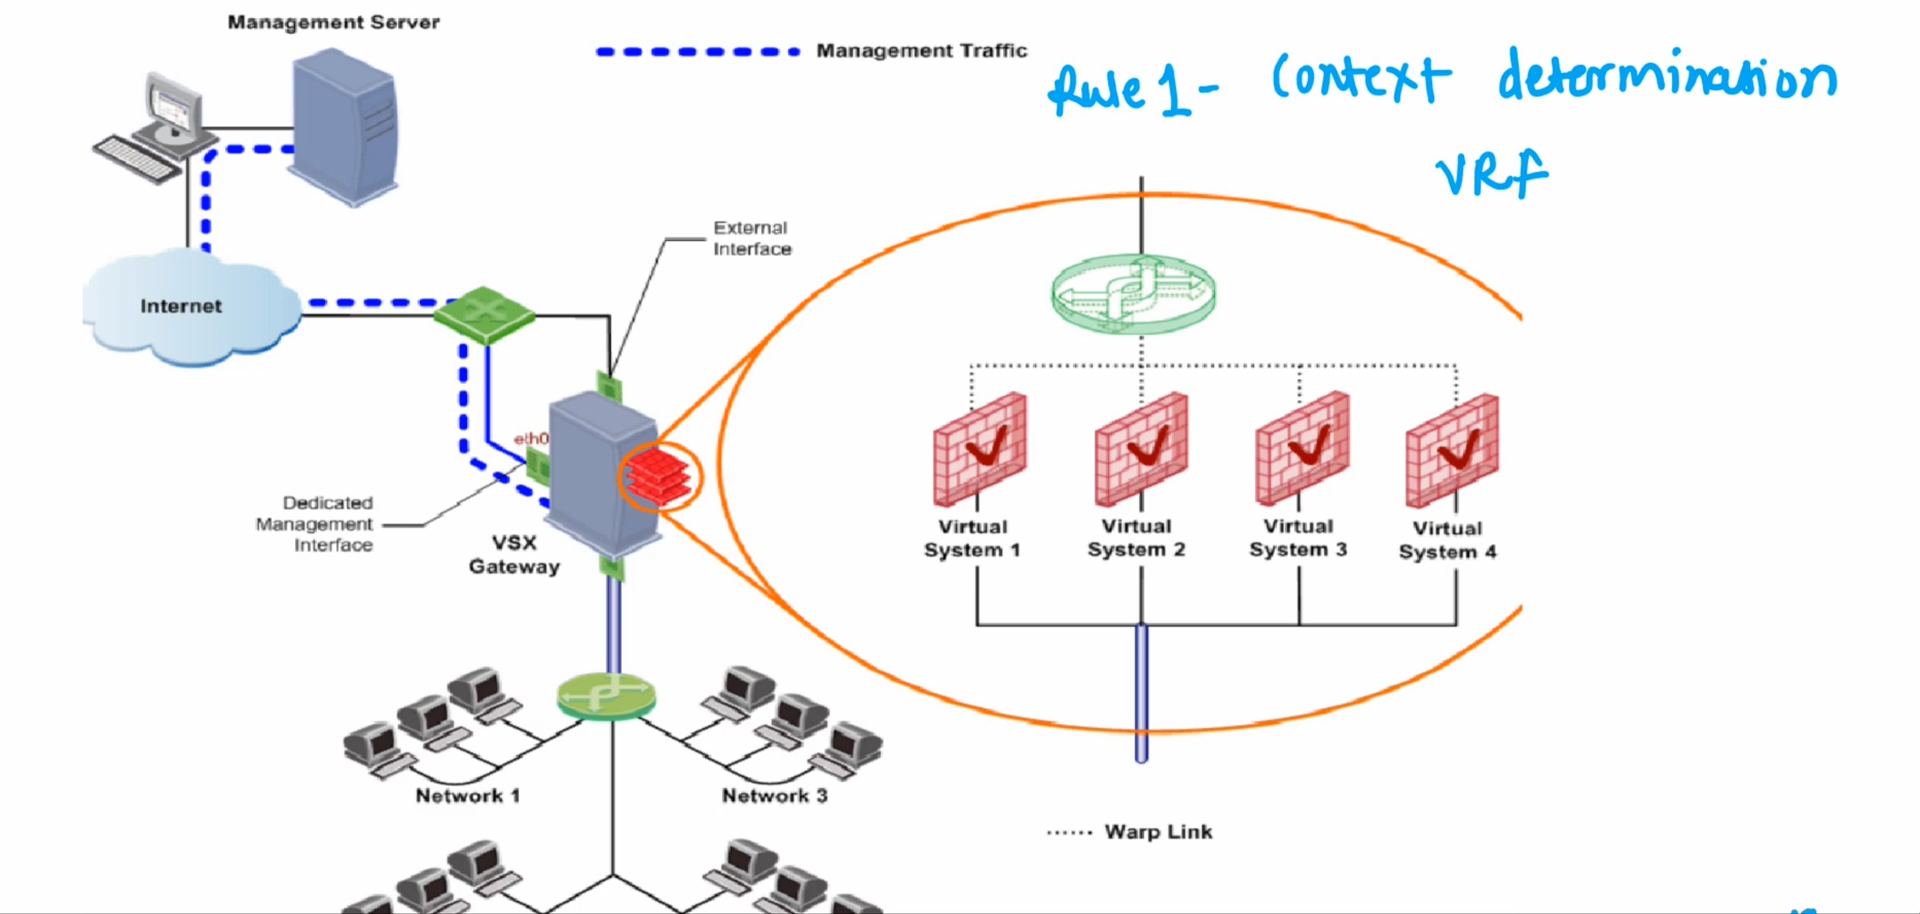 Management Server
Management Traffic
Rule 1 - Context determination
VRF
External
Interface
Internet
eth0
Dedicated
Management
Interface
VSX
Gateway
Virtual
System 1
Virtual
System 2
Virtual
System 3
Virtual
System 4
Network 1
Network 3
Warp Link